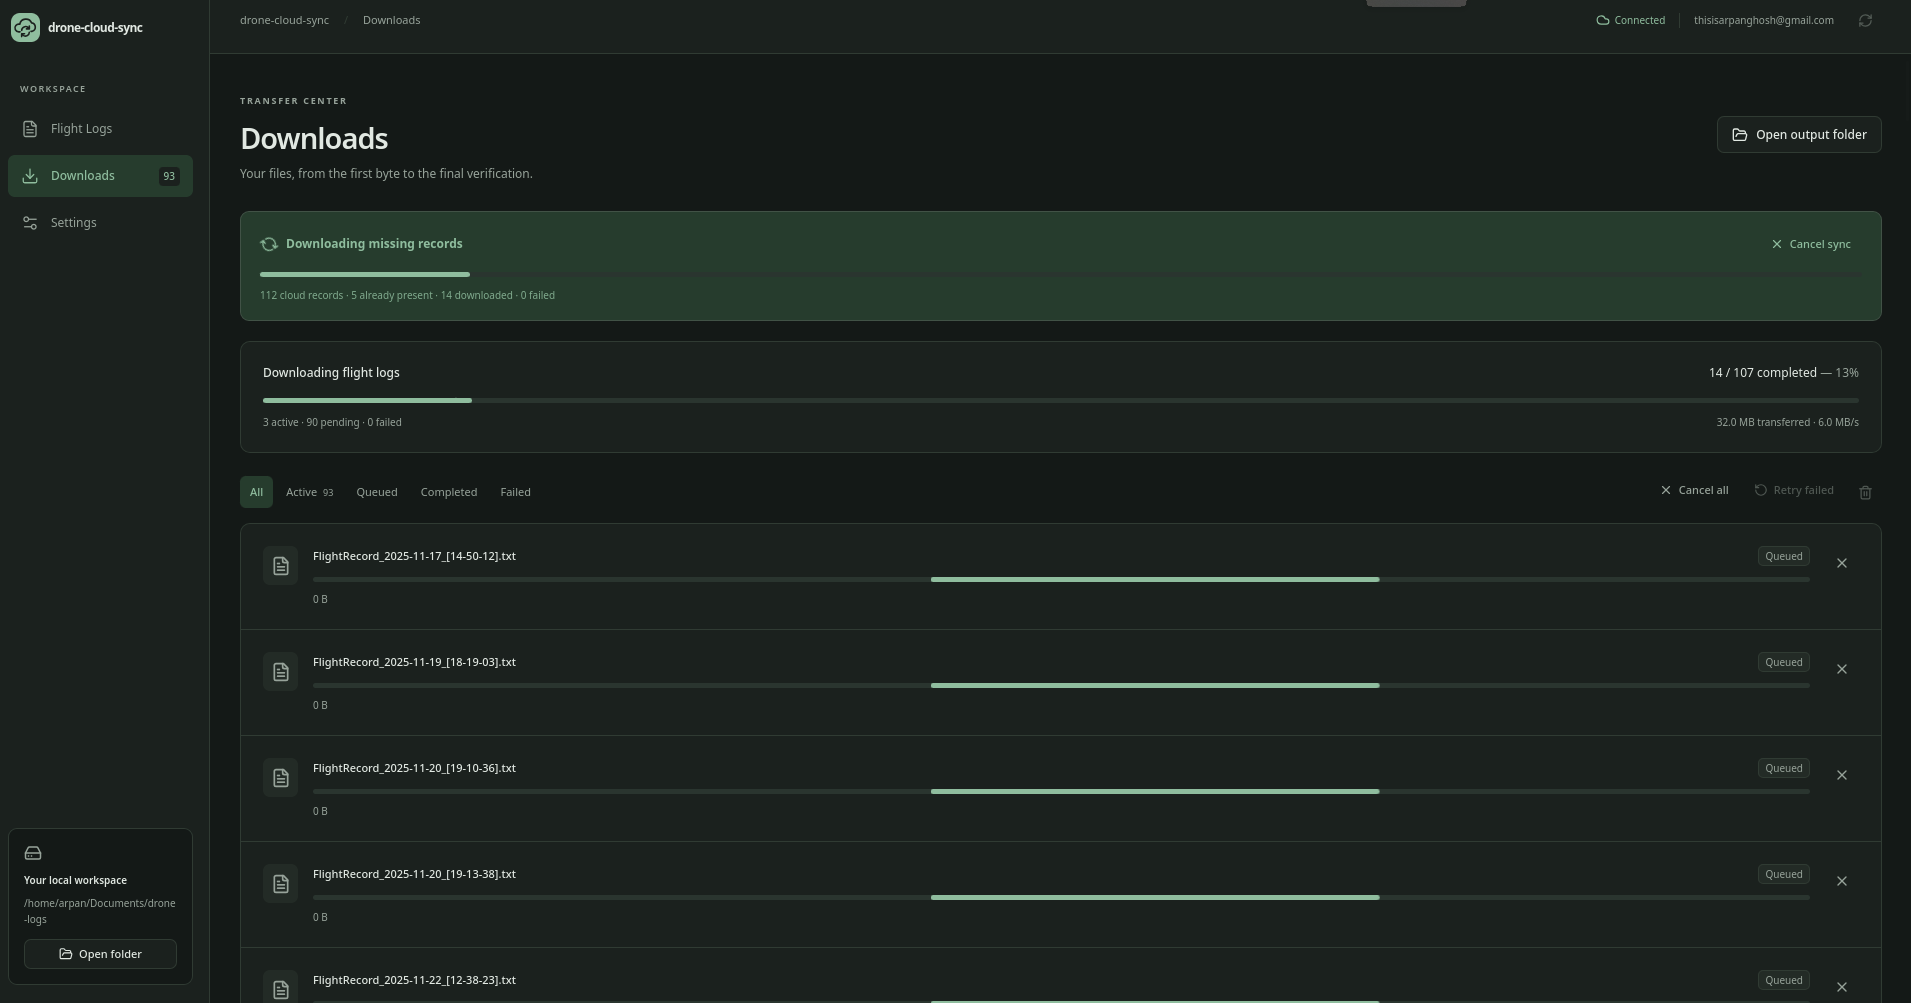 drone-cloud-sync
drone-cloud-sync / Downloads
Connected
thisisarpanghosh@gmail.com
WORKSPACE
Flight Logs
Downloads 93
Settings
TRANSFER CENTER
Downloads
Open output folder
Your files, from the first byte to the final verification.
Downloading missing records
Cancel sync
112 cloud records · 5 already present · 14 downloaded · 0 failed
Downloading flight logs
14 / 107 completed — 13%
3 active · 90 pending · 0 failed
32.0 MB transferred · 6.0 MB/s
All Active 93 Queued Completed Failed
Cancel all Retry failed
FlightRecord_2025-11-17_[14-50-12].txt
Queued
0 B
FlightRecord_2025-11-19_[18-19-03].txt
Queued
0 B
FlightRecord_2025-11-20_[19-10-36].txt
Queued
0 B
FlightRecord_2025-11-20_[19-13-38].txt
Queued
0 B
FlightRecord_2025-11-22_[12-38-23].txt
Queued
Your local workspace
/home/arpan/Documents/drone
-logs
Open folder